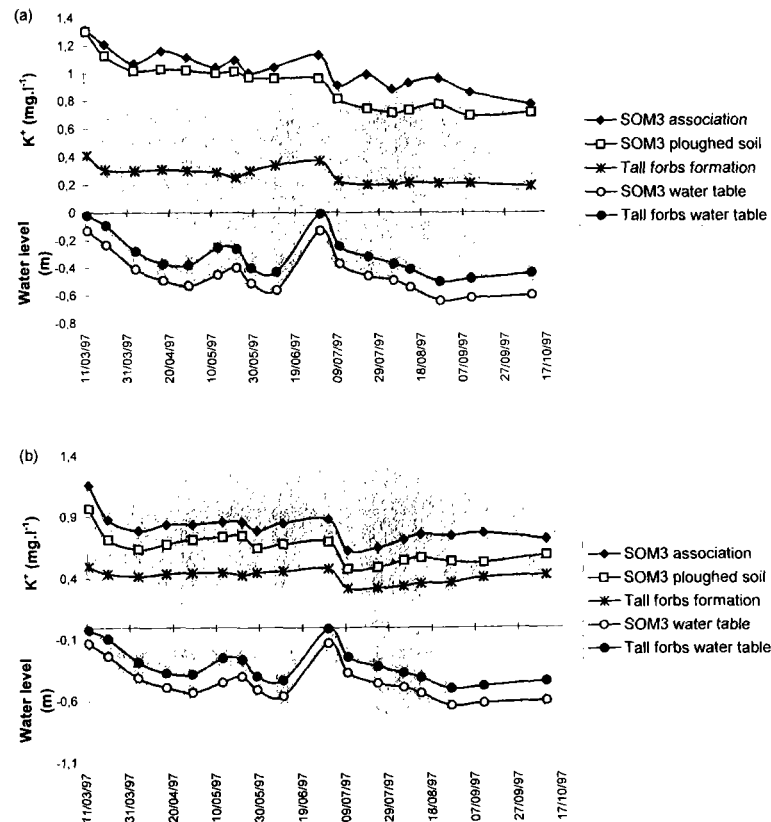 (a)
1,4
1,2
1
0,8
0,6
0,4
0,2
0
-0,2
-0,4
-0,6
-0,8
K⁺ (mg.l⁻¹)
Water level
(m)
11/03/97
31/03/97
20/04/97
10/05/97
30/05/97
19/06/97
09/07/97
29/07/97
18/08/97
07/09/97
27/09/97
17/10/97
SOM3 association
SOM3 ploughed soil
Tall forbs formation
SOM3 water table
Tall forbs water table
(b)
1,4
0,9
0,4
-0,1
-0,6
-1,1
K⁺ (mg.l⁻¹)
Water level
(m)
11/03/97
31/03/97
20/04/97
10/05/97
30/05/97
19/06/97
09/07/97
29/07/97
18/08/97
07/09/97
27/09/97
17/10/97
SOM3 association
SOM3 ploughed soil
Tall forbs formation
SOM3 water table
Tall forbs water table